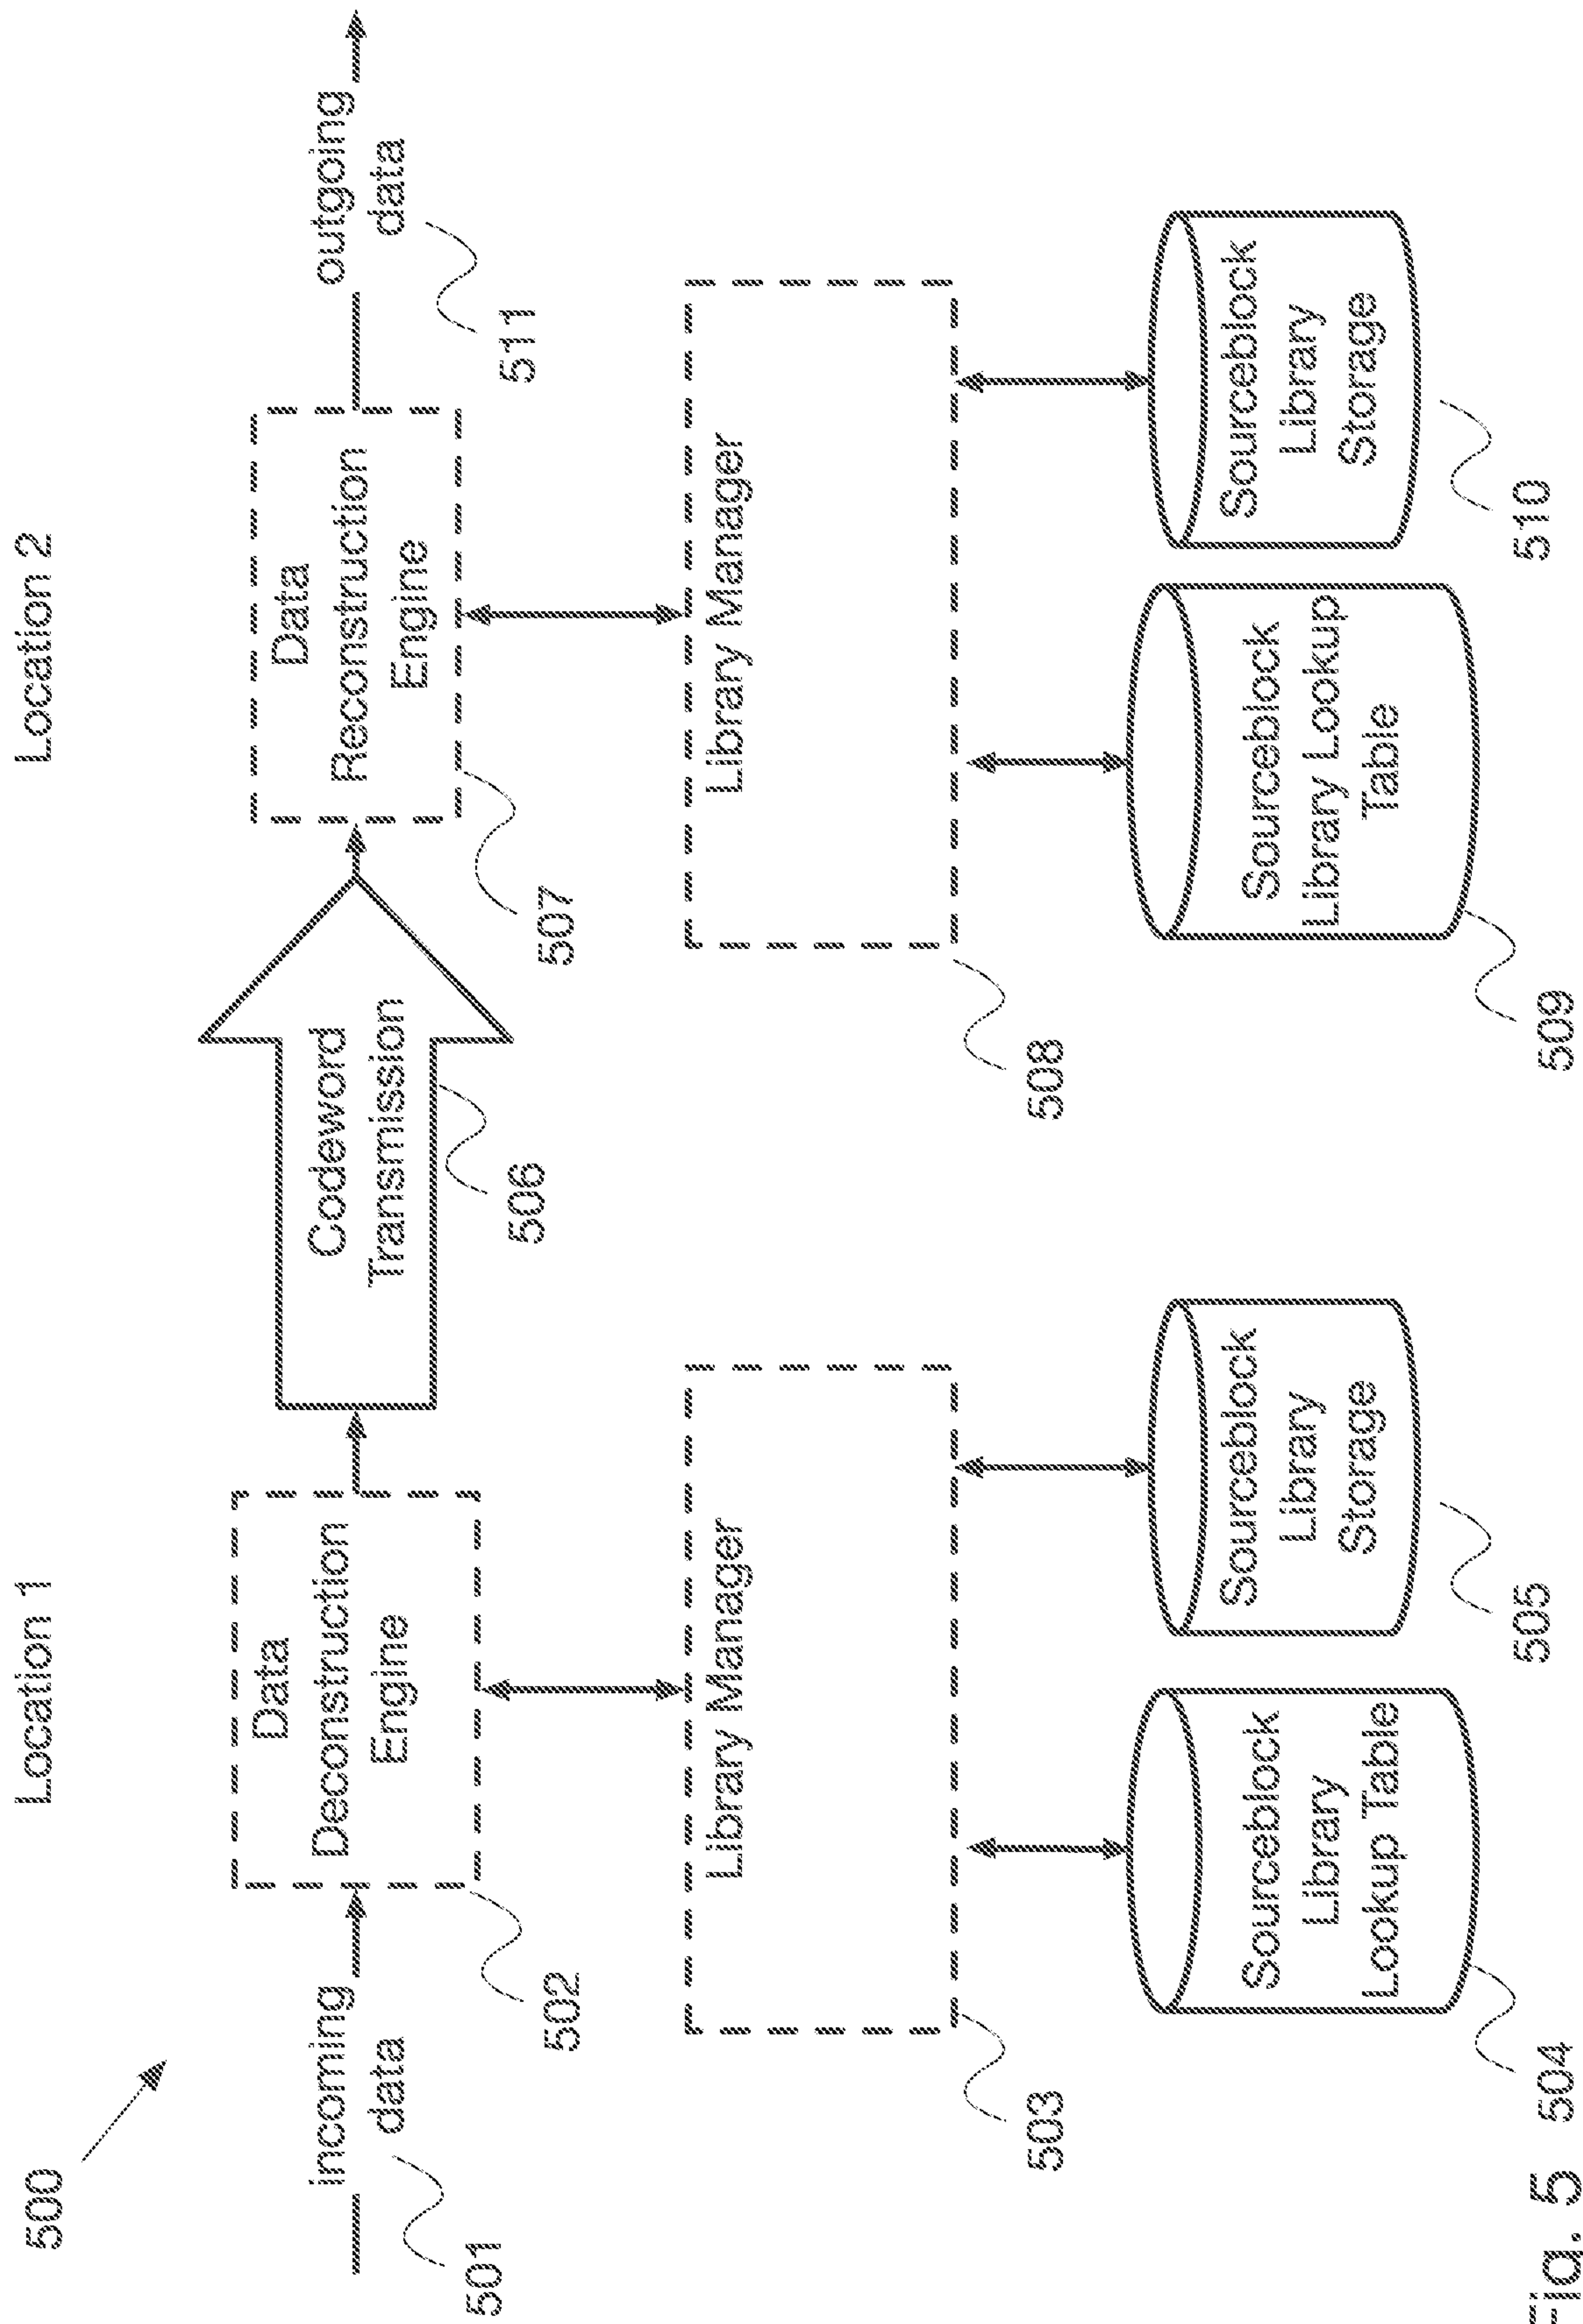 500
Location 1
Location 2
incoming
data
501
Data
Deconstruction
Engine
502
Codeword
Transmission
506
Data
Reconstruction
Engine
507
outgoing
data
511
Library Manager
503
Library Manager
508
Sourceblock
Library
Lookup Table
504
Sourceblock
Library
Storage
505
Sourceblock
Library Lookup
Table
509
Sourceblock
Library
Storage
510
Fig. 5